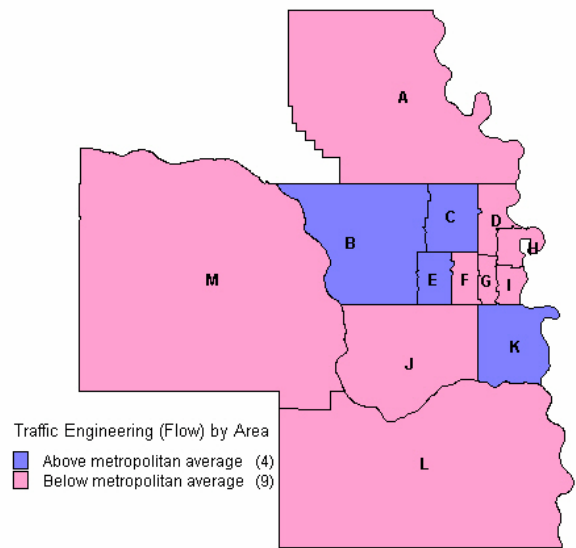 A
B
C
D
H
E
F
G
I
M
J
K
L
Traffic Engineering (Flow) by Area
Above metropolitan average (4)
Below metropolitan average (9)